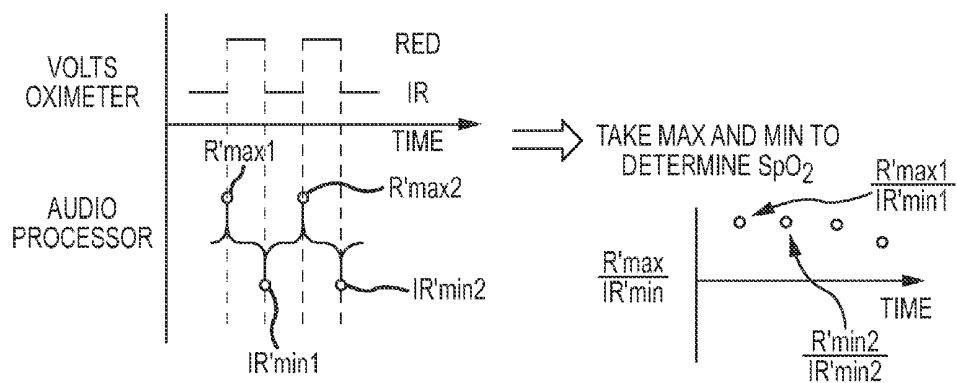 VOLTS
OXIMETER
RED
IR
TIME
R'max1
R'max2
AUDIO
PROCESSOR
IR'min2
IR'min1
TAKE MAX AND MIN TO
DETERMINE SpO₂
R'max1
IR'min1
R'max
IR'min
TIME
R'min2
IR'min2